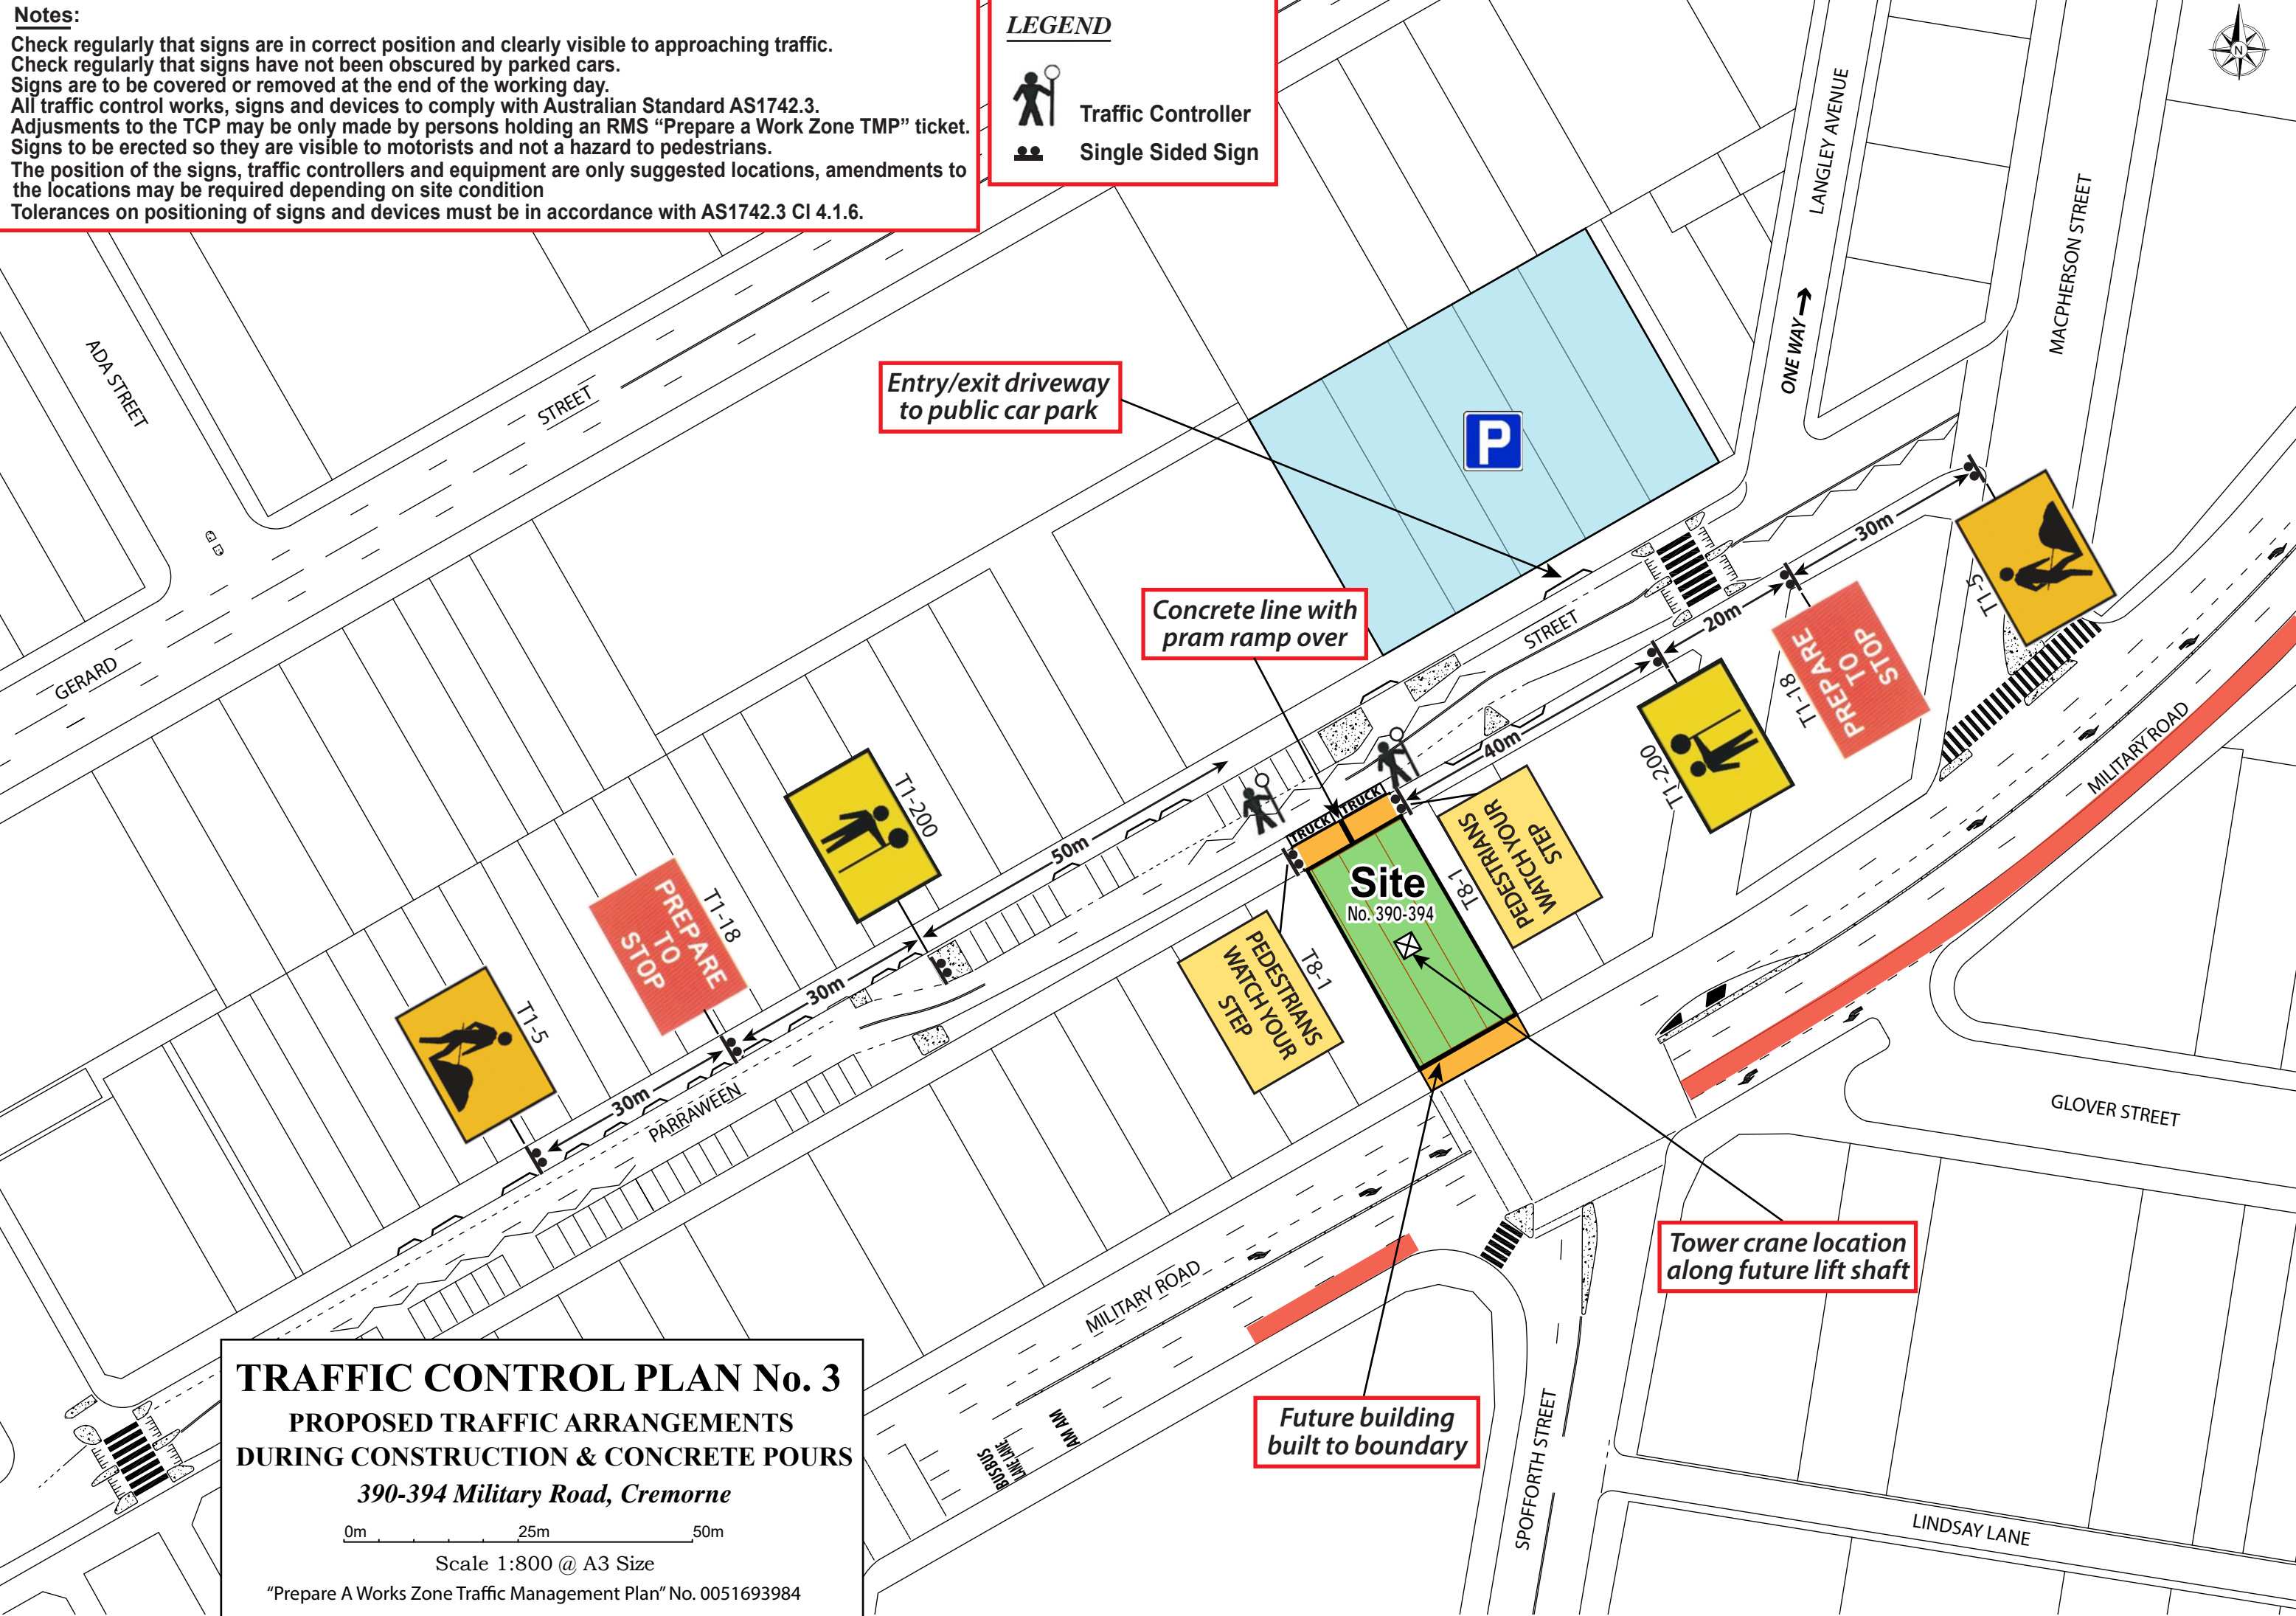 Notes:
Check regularly that signs are in correct position and clearly visible to approaching traffic.
Check regularly that signs have not been obscured by parked cars.
Signs are to be covered or removed at the end of the working day.
All traffic control works, signs and devices to comply with Australian Standard AS1742.3.
Adjusments to the TCP may be only made by persons holding an RMS “Prepare a Work Zone TMP” ticket.
Signs to be erected so they are visible to motorists and not a hazard to pedestrians.
The position of the signs, traffic controllers and equipment are only suggested locations, amendments to
the locations may be required depending on site condition
Tolerances on positioning of signs and devices must be in accordance with AS1742.3 Cl 4.1.6.
LEGEND
Traffic Controller
Single Sided Sign
N
LANGLEY AVENUE
MACPHERSON STREET
ONE WAY
ADA STREET
STREET
GERARD
Entry/exit driveway
to public car park
P
Concrete line with
pram ramp over
STREET
30m
T1-5
20m
PREPARE
TO
STOP
T1-18
40m
T1-200
MILITARY ROAD
T1-200
50m
TRUCK
TRUCK
PEDESTRIANS
WATCH YOUR
STEP
T8-1
Site
No. 390-394
T1-18
PREPARE
TO
STOP
30m
PEDESTRIANS
WATCH YOUR
STEP
T8-1
T1-5
30m
PARRAWEEN
GLOVER STREET
Tower crane location
along future lift shaft
MILITARY ROAD
Future building
built to boundary
BUS BUS
LANE LANE
AM AM
SPOFFORTH STREET
LINDSAY LANE
TRAFFIC CONTROL PLAN No. 3
PROPOSED TRAFFIC ARRANGEMENTS
DURING CONSTRUCTION & CONCRETE POURS
390-394 Military Road, Cremorne
0m 25m 50m
Scale 1:800 @ A3 Size
“Prepare A Works Zone Traffic Management Plan” No. 0051693984